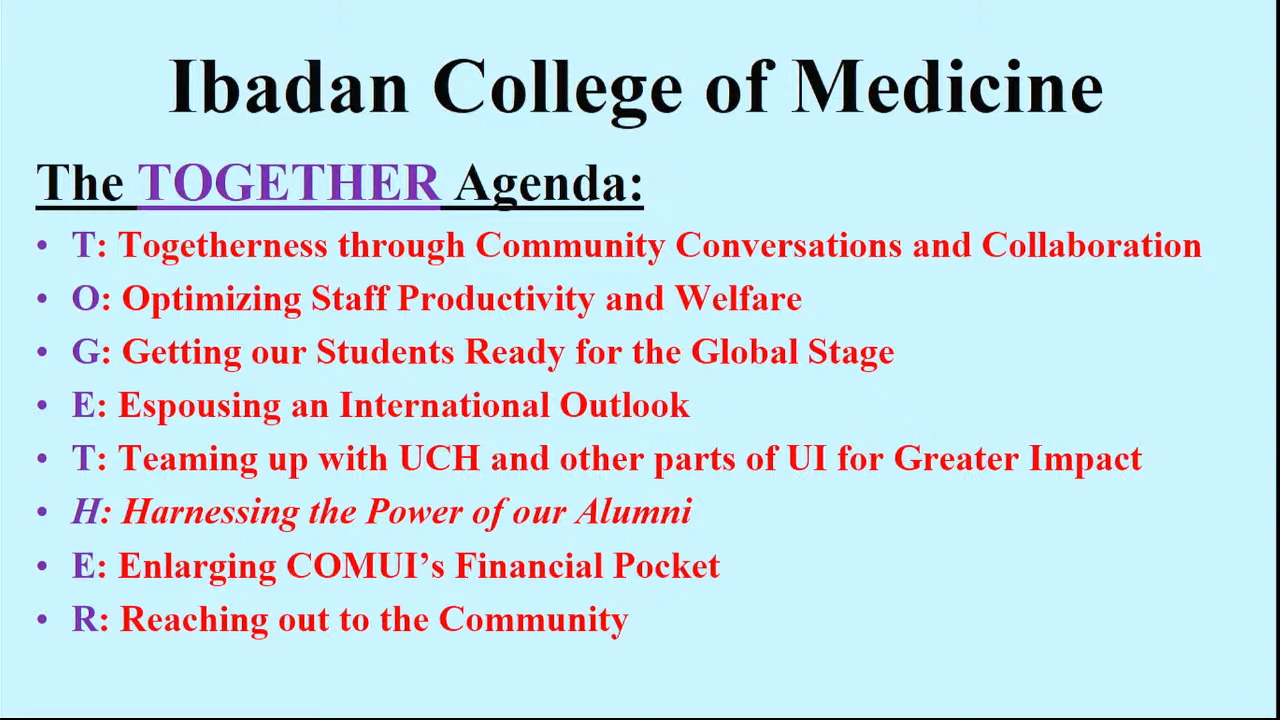 Ibadan College of Medicine
The TOGETHER Agenda:
• T: Togetherness through Community Conversations and Collaboration
• O: Optimizing Staff Productivity and Welfare
• G: Getting our Students Ready for the Global Stage
• E: Espousing an International Outlook
• T: Teaming up with UCH and other parts of UI for Greater Impact
• H: Harnessing the Power of our Alumni
• E: Enlarging COMUI’s Financial Pocket
• R: Reaching out to the Community